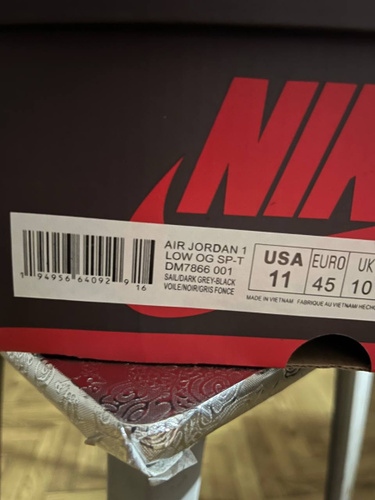 NIK
AIR JORDAN 1
LOW OG SP-T
DM7866 001
SAIL/DARK GREY-BLACK
VOILE/NOIR/GRIS FONCE
USA
11
EURO
45
UK
10
MADE IN VIETNAM FABRIQUE AU VIETNAM HECHO
1 94956 64092 9 16